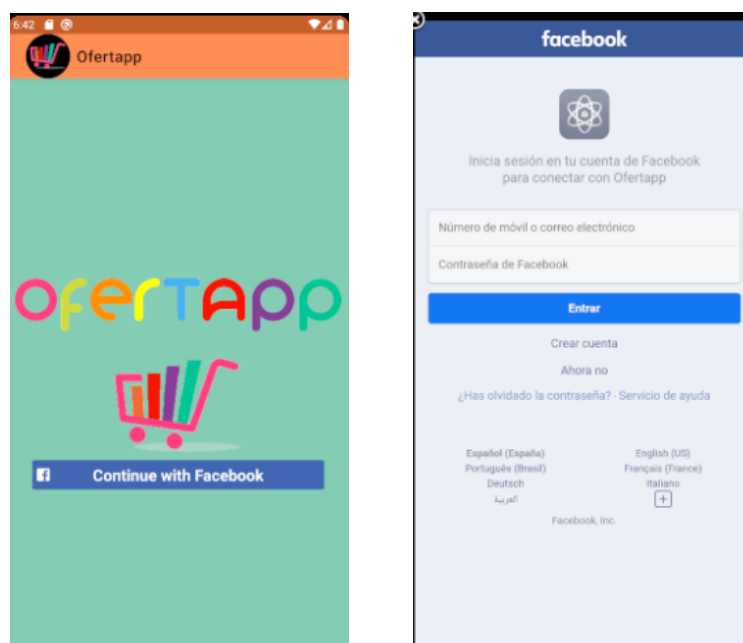 6:42
Ofertapp
OFERTAPP
Continue with Facebook
facebook
Inicia sesión en tu cuenta de Facebook
para conectar con Ofertapp
Número de móvil o correo electrónico
Contraseña de Facebook
Entrar
Crear cuenta
Ahora no
¿Has olvidado la contraseña? · Servicio de ayuda
Español (España) English (US)
Português (Brasil) Français (France)
Deutsch Italiano
العربية
Facebook, Inc.